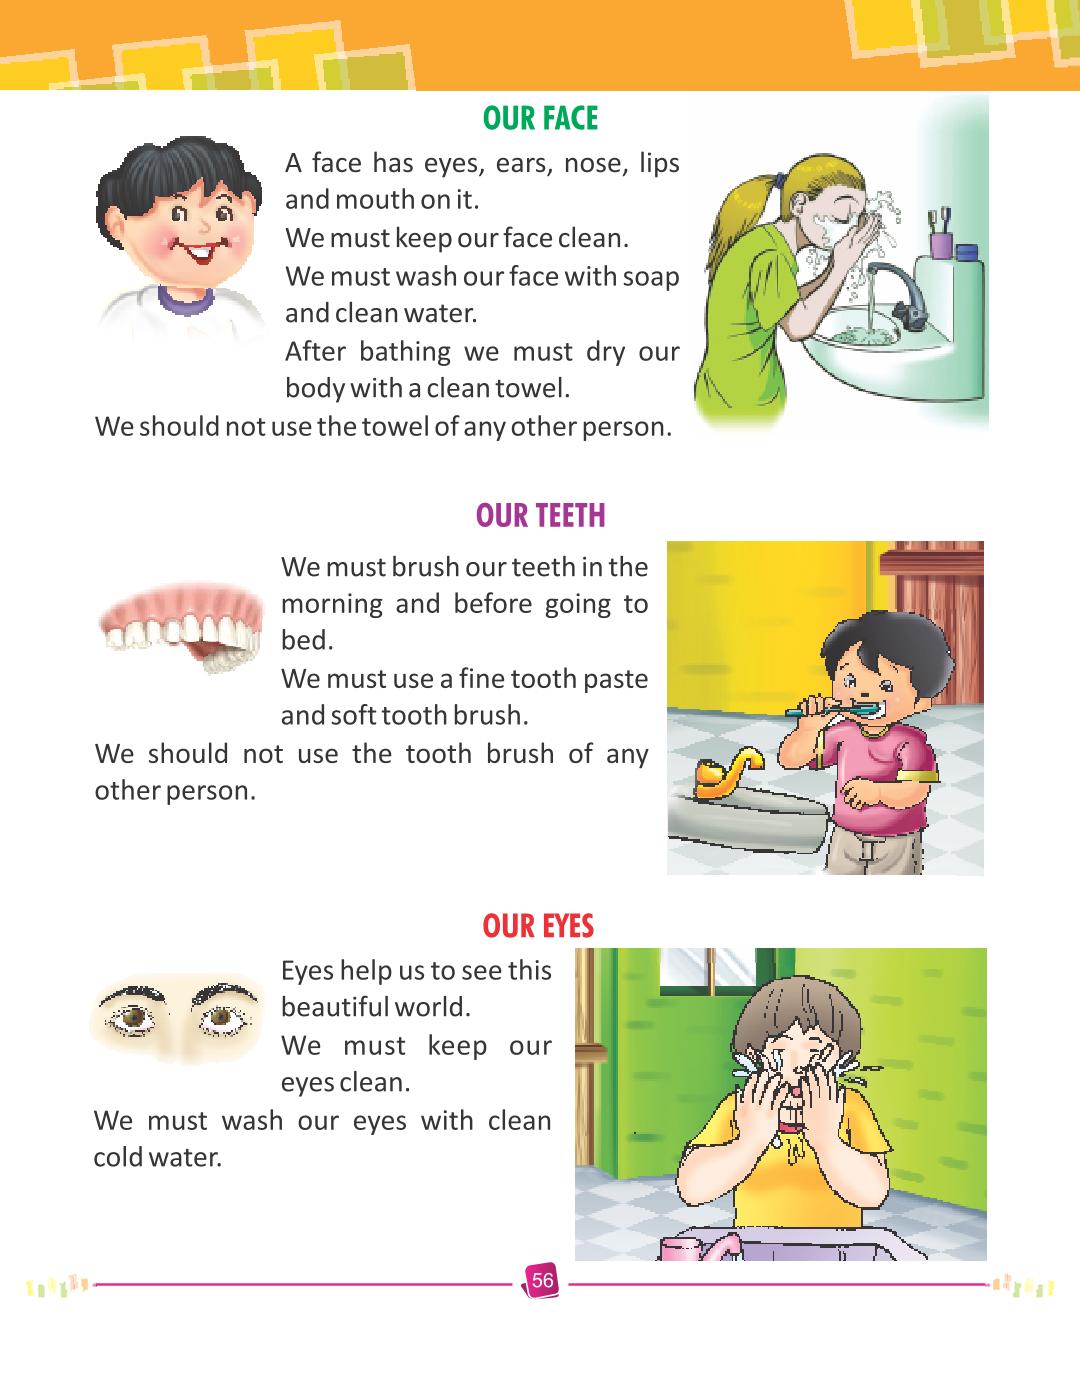 OUR FACE
A face has eyes, ears, nose, lips
and mouth on it.
We must keep our face clean.
We must wash our face with soap
and clean water.
After bathing we must dry our
body with a clean towel.
We should not use the towel of any other person.
OUR TEETH
We must brush our teeth in the
morning and before going to
bed.
We must use a fine tooth paste
and soft tooth brush.
We should not use the tooth brush of any
other person.
OUR EYES
Eyes help us to see this
beautiful world.
We must keep our
eyes clean.
We must wash our eyes with clean
cold water.
56